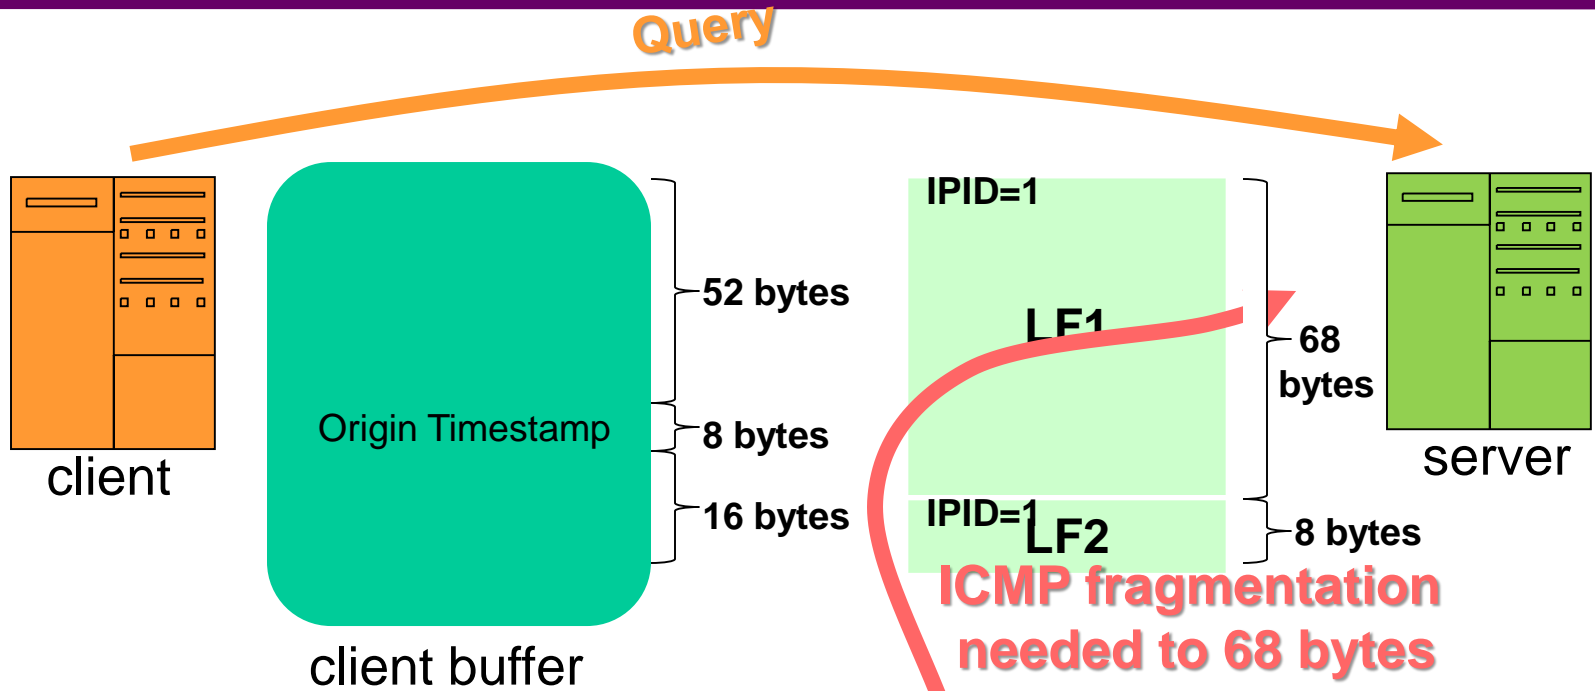 Query
client
Origin Timestamp
client buffer
52 bytes
8 bytes
16 bytes
IPID=1
LF1
IPID=1
LF2
68
bytes
8 bytes
ICMP fragmentation
needed to 68 bytes
server